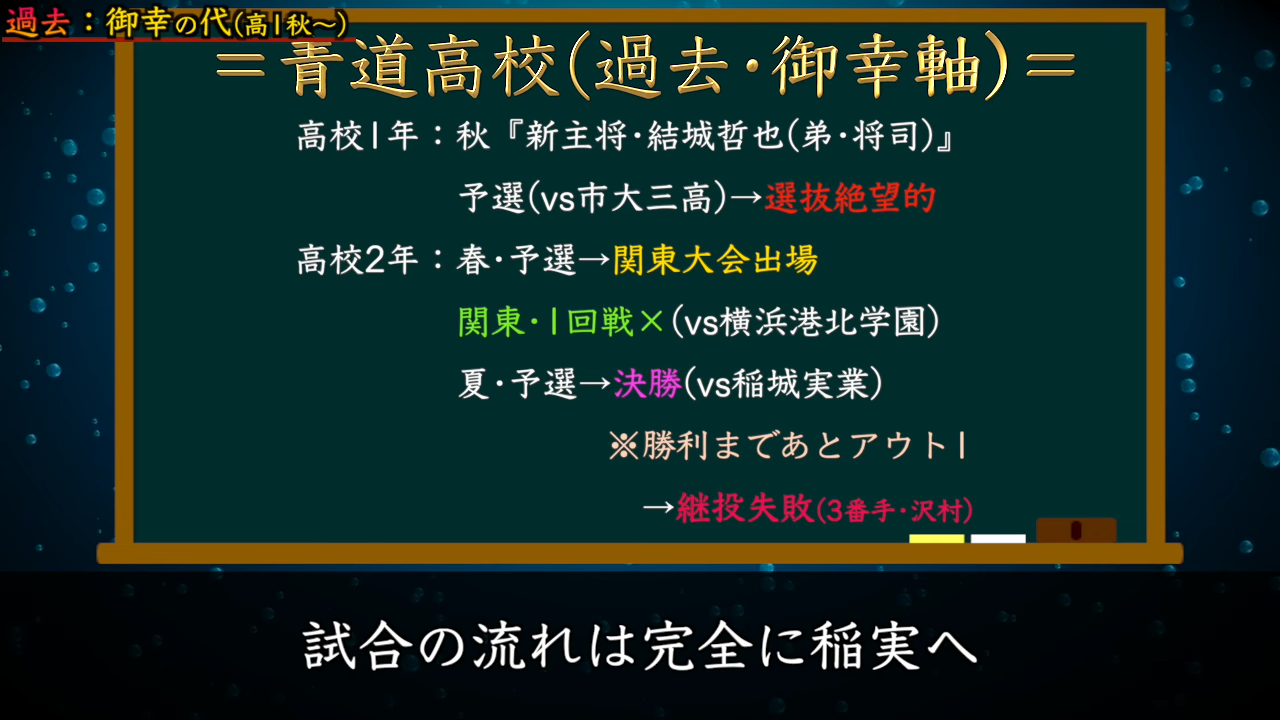 過去：御幸の代(高1秋～)
＝青道高校(過去・御幸軸)＝
高校1年：秋『新主将・結城哲也(弟・将司)』
予選(vs市大三高)→選抜絶望的
高校2年：春・予選→関東大会出場
関東・1回戦×(vs横浜港北学園)
夏・予選→決勝(vs稲城実業)
※勝利まであとアウト1
→継投失敗(3番手・沢村)
試合の流れは完全に稲実へ